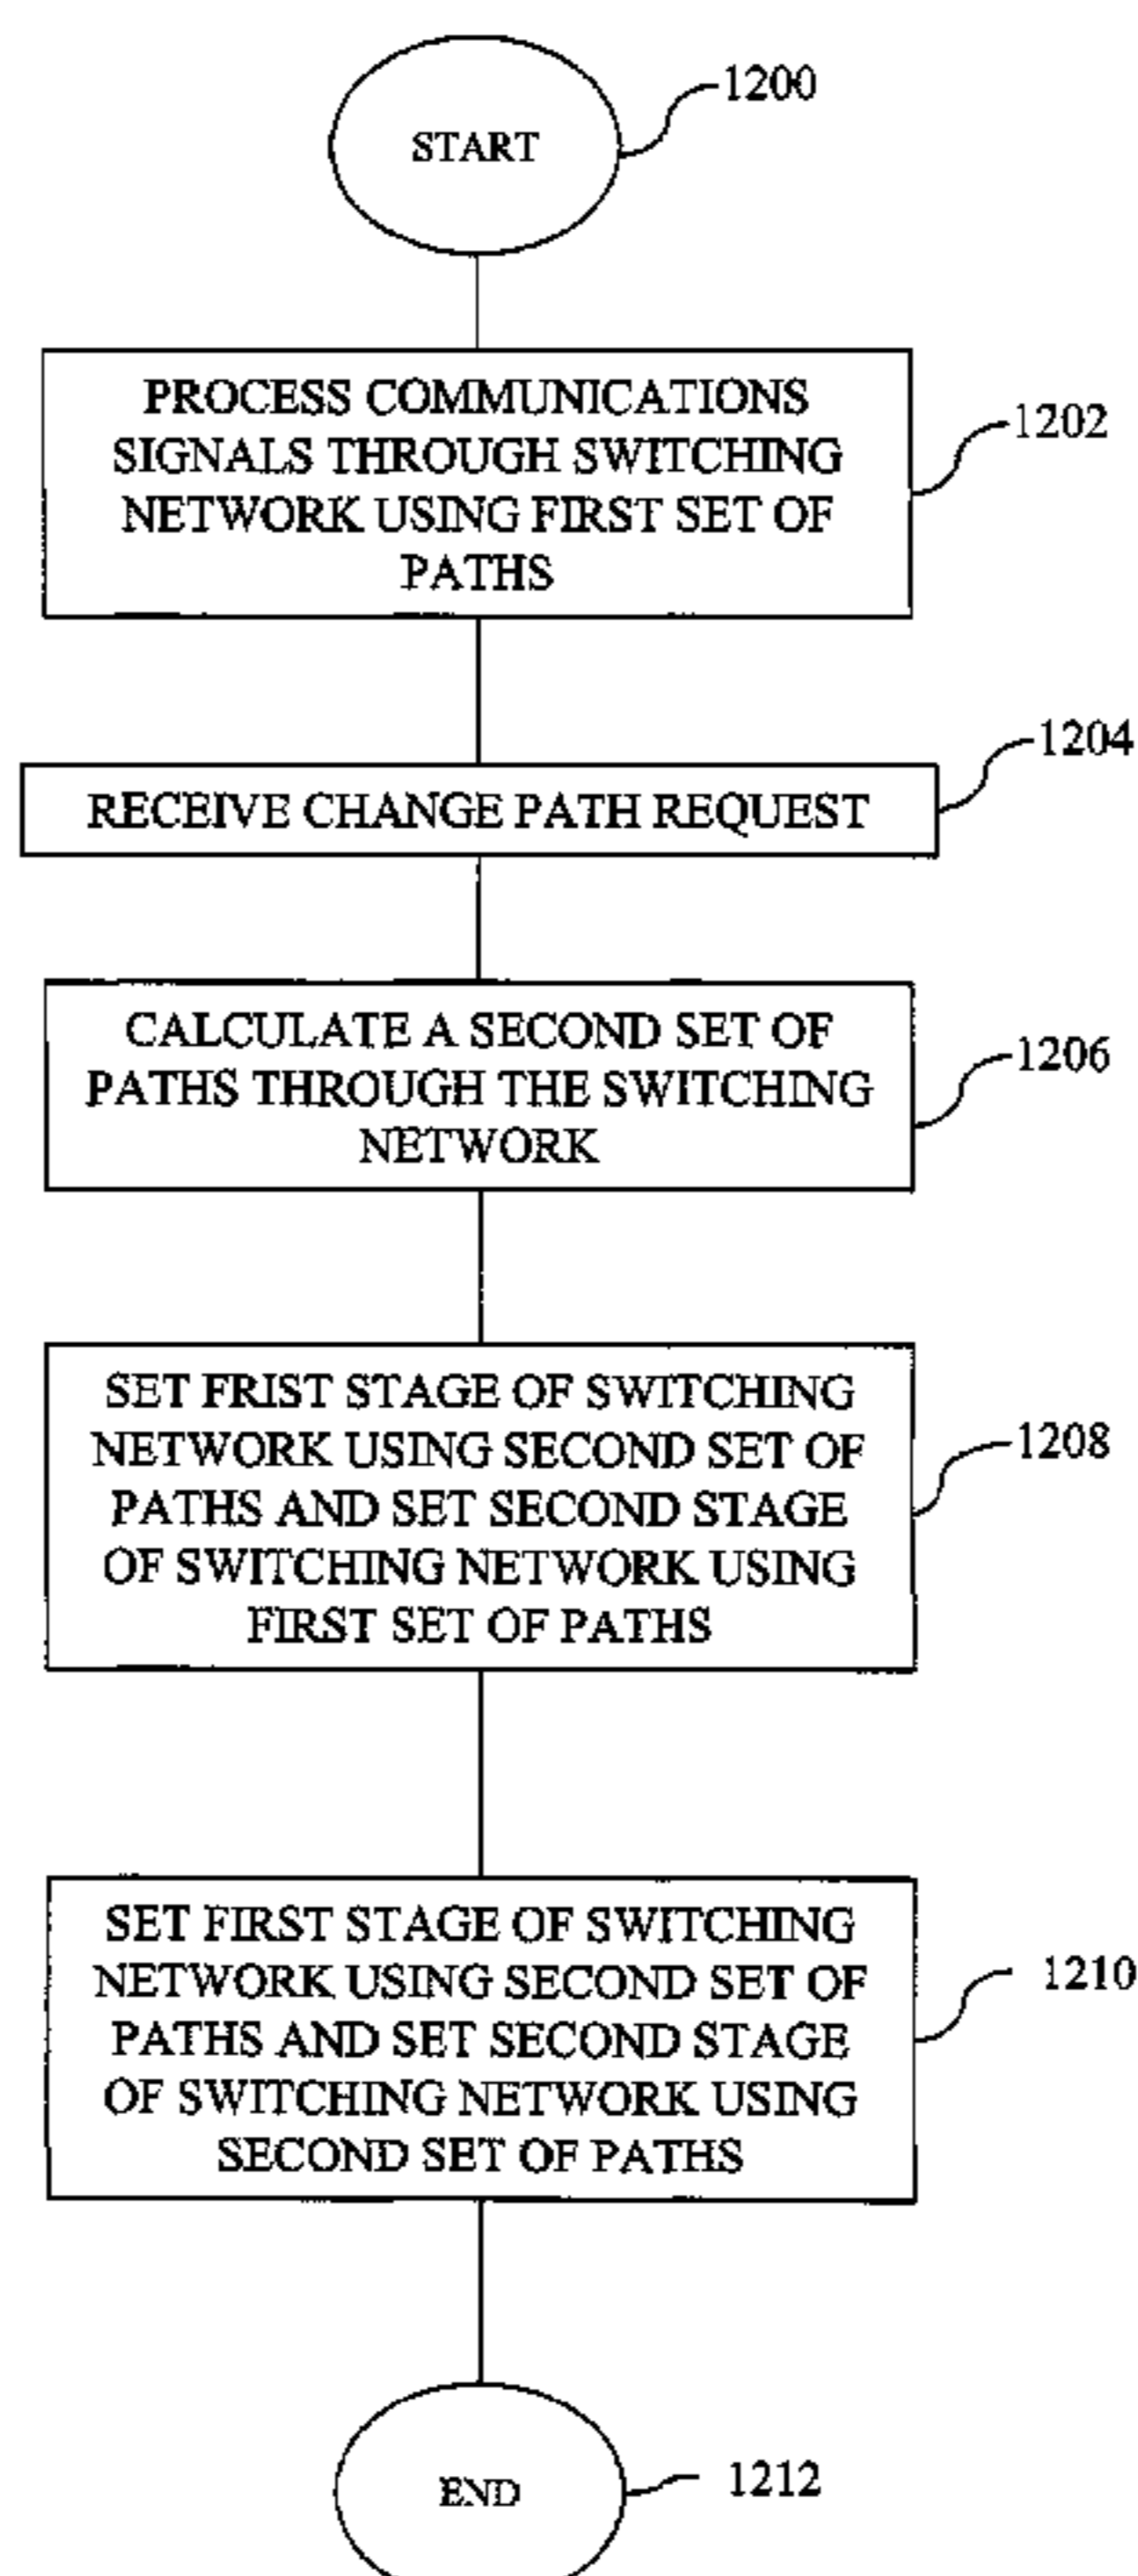 START
1200
PROCESS COMMUNICATIONS
SIGNALS THROUGH SWITCHING
NETWORK USING FIRST SET OF
PATHS
1202
RECEIVE CHANGE PATH REQUEST
1204
CALCULATE A SECOND SET OF
PATHS THROUGH THE SWITCHING
NETWORK
1206
SET FRIST STAGE OF SWITCHING
NETWORK USING SECOND SET OF
PATHS AND SET SECOND STAGE
OF SWITCHING NETWORK USING
FIRST SET OF PATHS
1208
SET FIRST STAGE OF SWITCHING
NETWORK USING SECOND SET OF
PATHS AND SET SECOND STAGE
OF SWITCHING NETWORK USING
SECOND SET OF PATHS
1210
END
1212